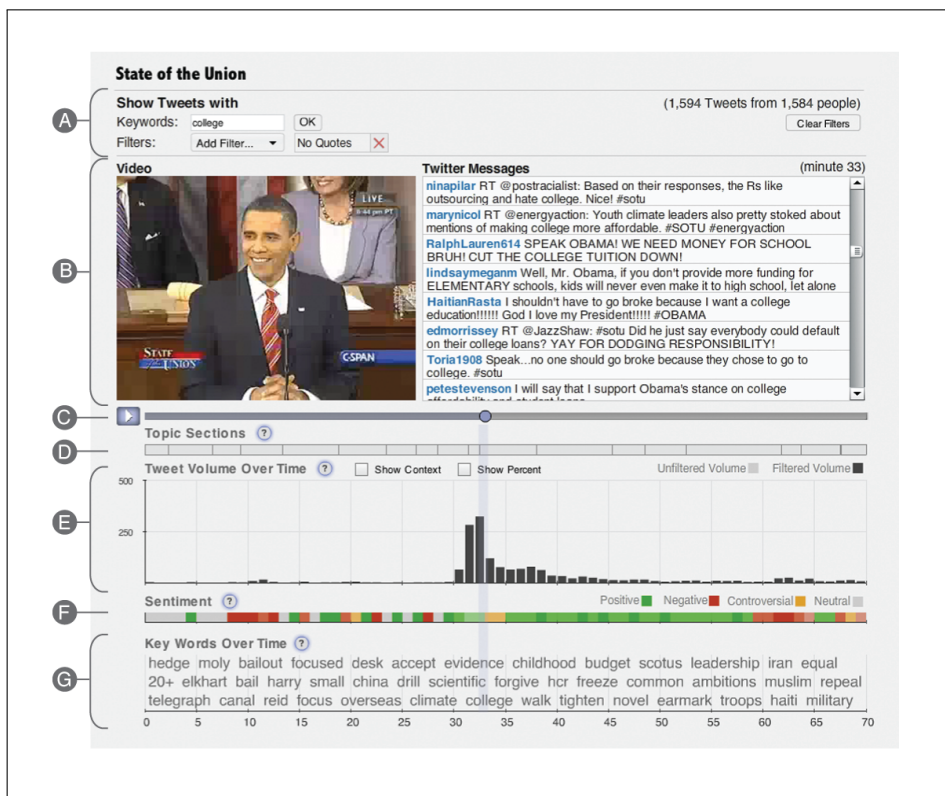 State of the Union
A
Show Tweets with
(1,594 Tweets from 1,584 people)
Keywords: college OK
Clear Filters
Filters: Add Filter... No Quotes
B
Video
Twitter Messages
(minute 33)
LIVE
6:44 pm PT
STATE
of the
UNION
C-SPAN
ninapilar RT @postracialist: Based on their responses, the Rs like
outsourcing and hate college. Nice! #sotu
marynicol RT @energyaction: Youth climate leaders also pretty stoked about
mentions of making college more affordable. #SOTU #energyaction
RalphLauren614 SPEAK OBAMA! WE NEED MONEY FOR SCHOOL
BRUH! CUT THE COLLEGE TUITION DOWN!
lindsaymeganm Well, Mr. Obama, if you don't provide more funding for
ELEMENTARY schools, kids will never even make it to high school, let alone
HaitianRasta I shouldn't have to go broke because I want a college
education!!!!!! God I love my President!!!!! #OBAMA
edmorrissey RT @JazzShaw: #sotu Did he just say everybody could default
on their college loans? YAY FOR DODGING RESPONSIBILITY!
Toria1908 Speak...no one should go broke because they chose to go to
college. #sotu
petestevenson I will say that I support Obama's stance on college
affordability and student loans
C
Topic Sections ?
D
Tweet Volume Over Time ? Show Context Show Percent Unfiltered Volume Filtered Volume
E
500
250
F
Sentiment ? Positive Negative Controversial Neutral
Key Words Over Time ?
G
hedge moly bailout focused desk accept evidence childhood budget scotus leadership iran equal
20+ elkhart bail harry small china drill scientific forgive hcr freeze common ambitions muslim repeal
telegraph canal reid focus overseas climate college walk tighten novel earmark troops haiti military
0 5 10 15 20 25 30 35 40 45 50 55 60 65 70